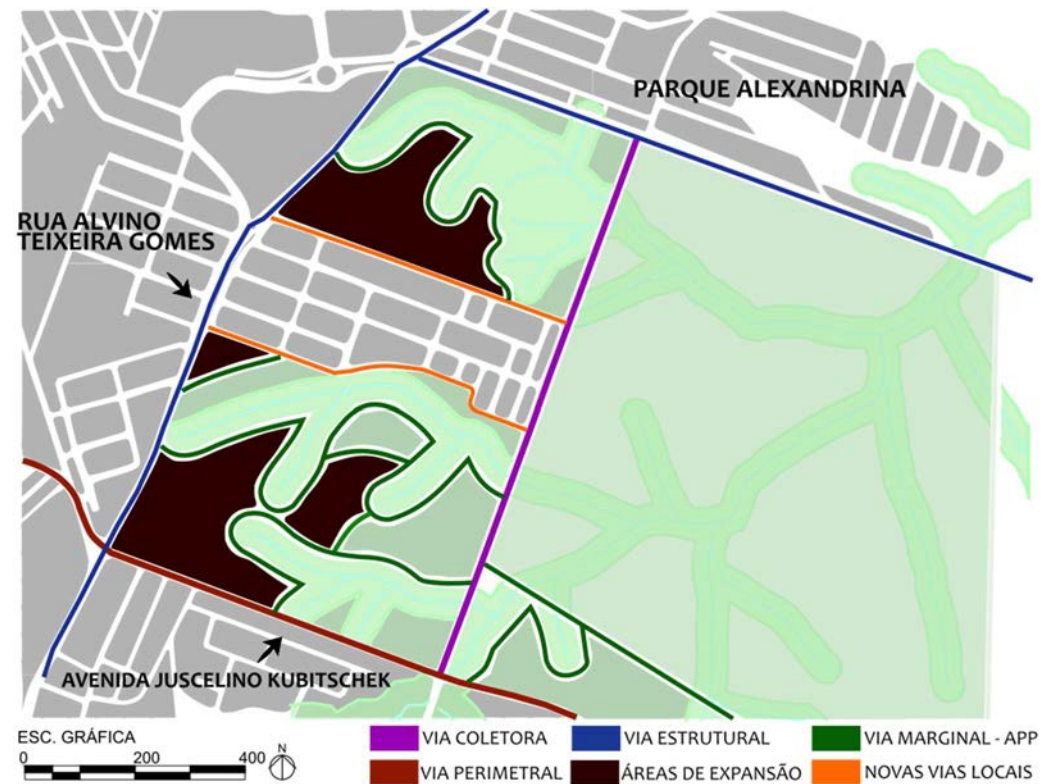 PARQUE ALEXANDRINA
RUA ALVINO
TEIXEIRA GOMES
AVENIDA JUSCELINO KUBITSCHEK
ESC. GRÁFICA
0 200 400
N
VIA COLETORA
VIA ESTRUTURAL
VIA MARGINAL - APP
VIA PERIMETRAL
ÁREAS DE EXPANSÃO
NOVAS VIAS LOCAIS